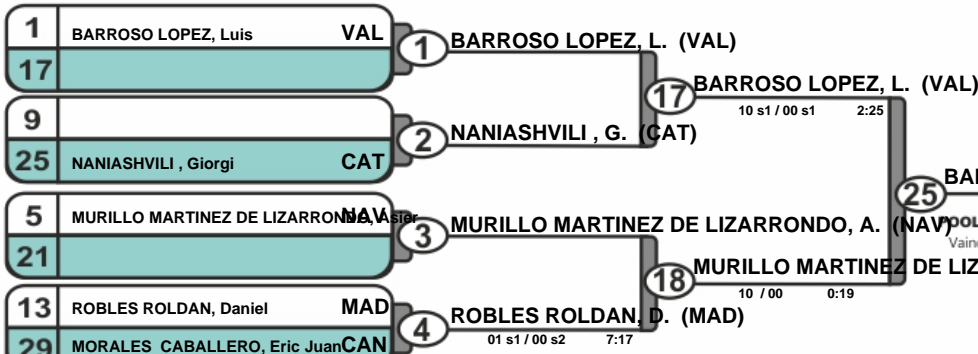 1 BARROSO LOPEZ, Luis VAL
17
1 BARROSO LOPEZ, L. (VAL)
17 BARROSO LOPEZ, L. (VAL)
10 s1 / 00 s1 2:25
9
25 NANIASHVILI , Giorgi CAT
2 NANIASHVILI , G. (CAT)
25
5 MURILLO MARTINEZ DE LIZARRONDO, Asier NAV
21
3 MURILLO MARTINEZ DE LIZARRONDO, A. (NAV)
18 MURILLO MARTINEZ DE LIZ
10 / 00 0:19
13 ROBLES ROLDAN, Daniel MAD
29 MORALES CABALLERO, Eric Juan CAN
4 ROBLES ROLDAN, D. (MAD)
01 s1 / 00 s2 7:17